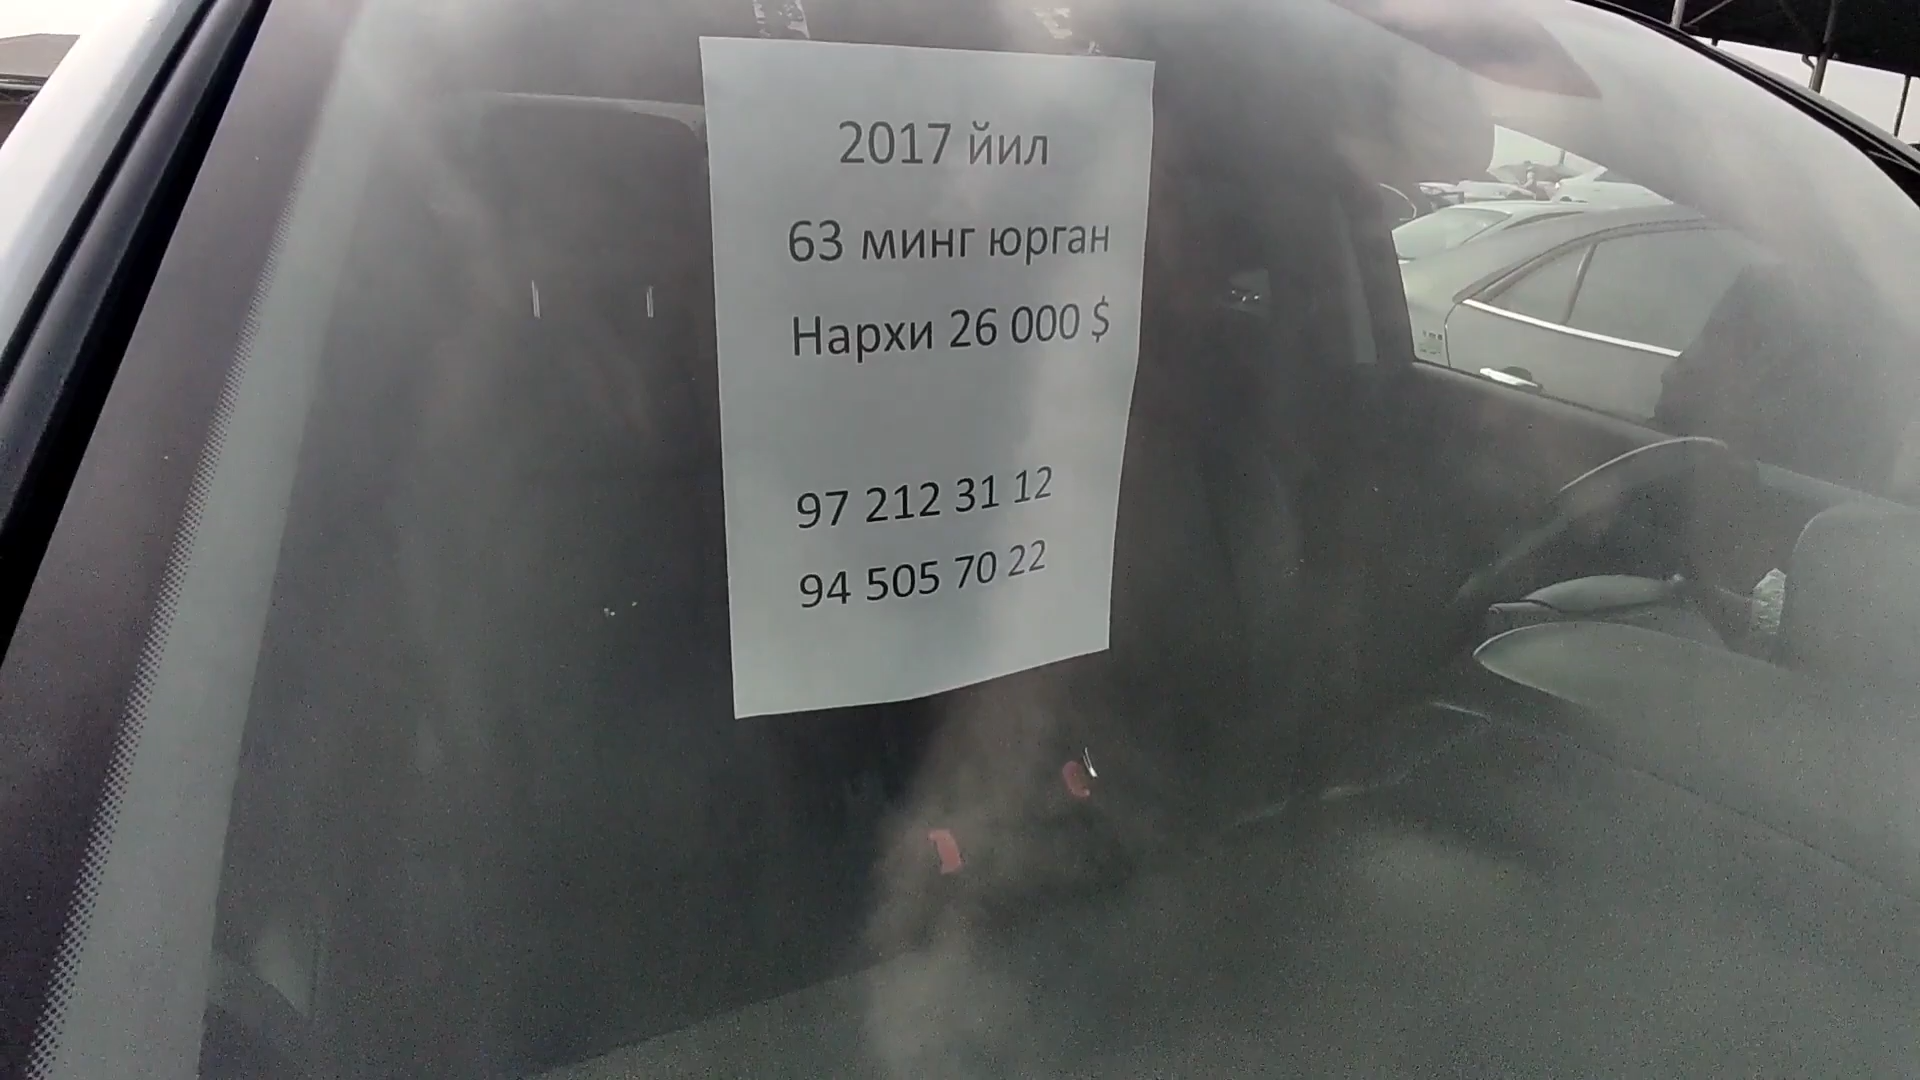 2017 йил
63 минг юрган
Нархи 26 000 $
97 212 31 12
94 505 70 22